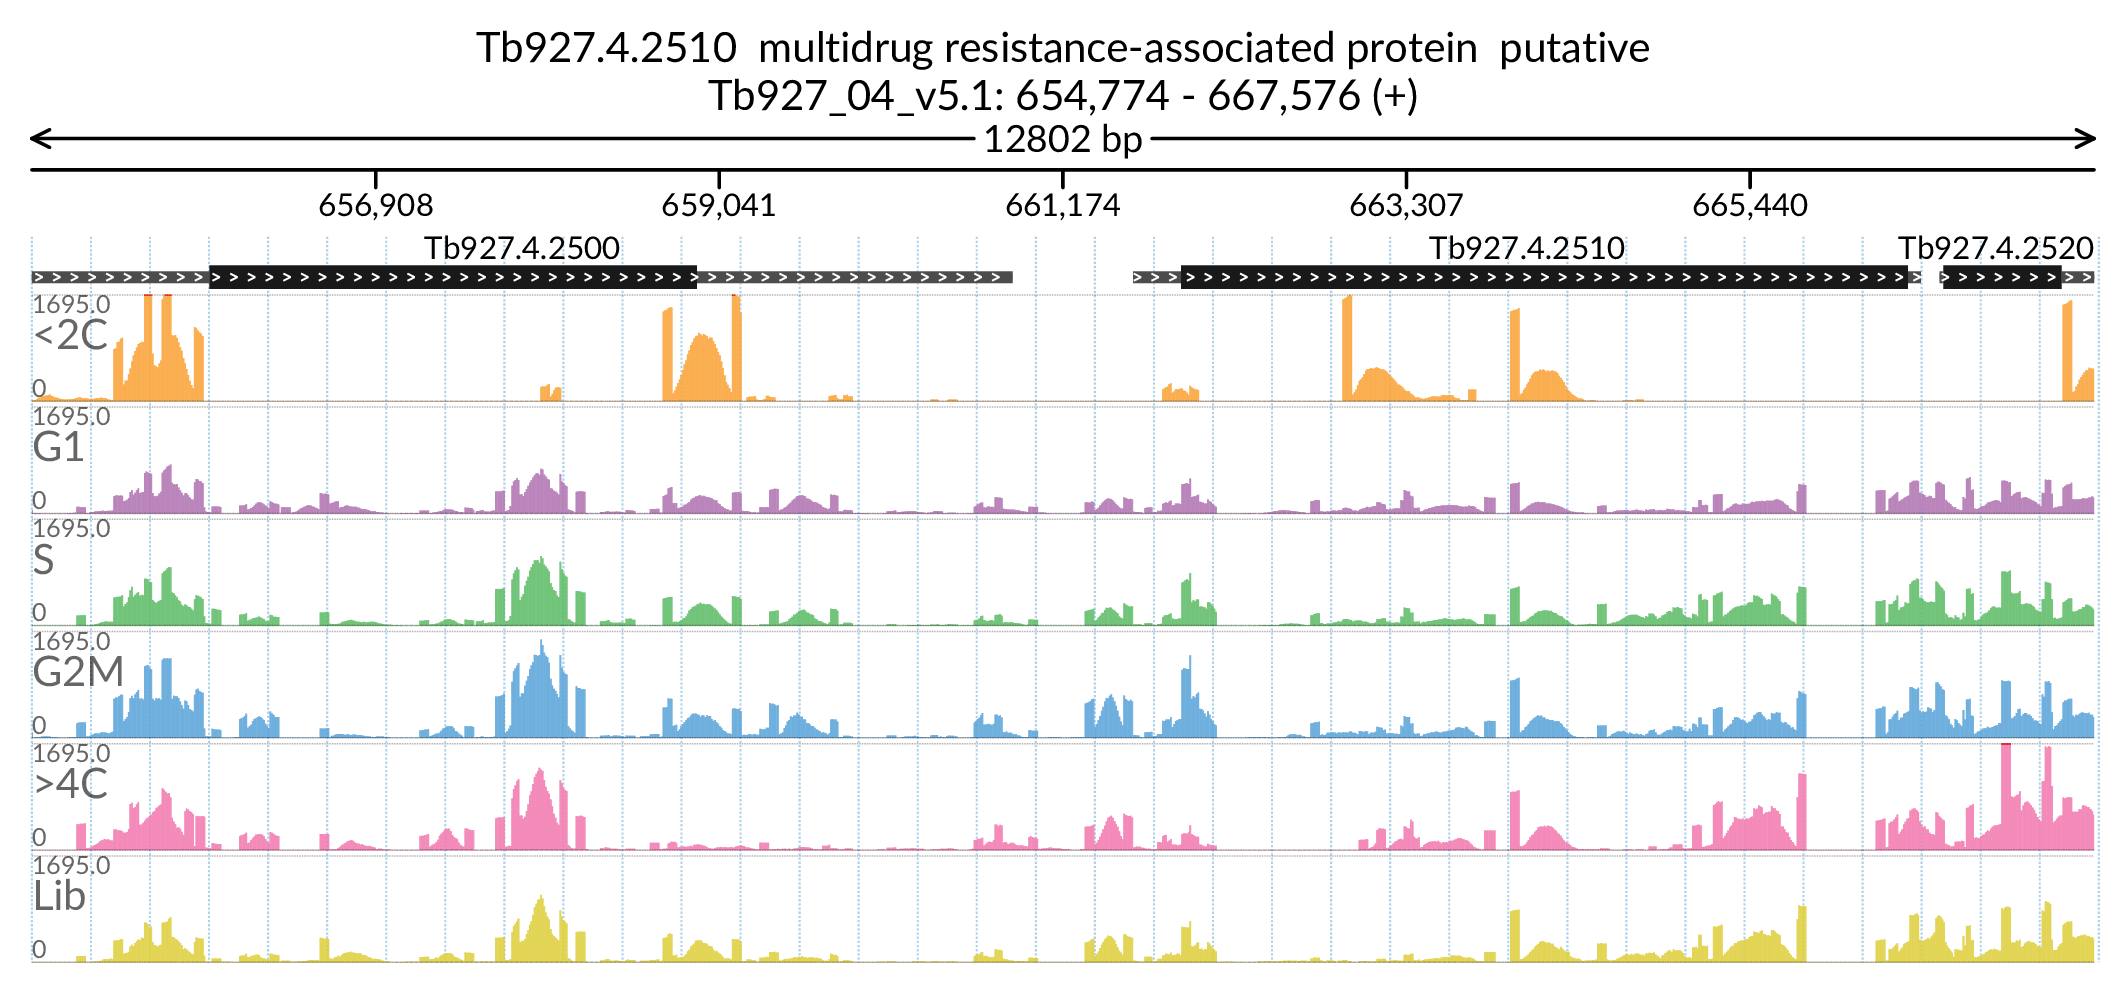 Tb927.4.2510  multidrug resistance-associated protein  putative
Tb927_04_v5.1: 654,774 - 667,576 (+)
12802 bp
656,908 659,041 661,174 663,307 665,440
Tb927.4.2500 Tb927.4.2510 Tb927.4.2520
1695.0
<2C
0
1695.0
G1
0
1695.0
S
0
1695.0
G2M
0
1695.0
>4C
0
1695.0
Lib
0